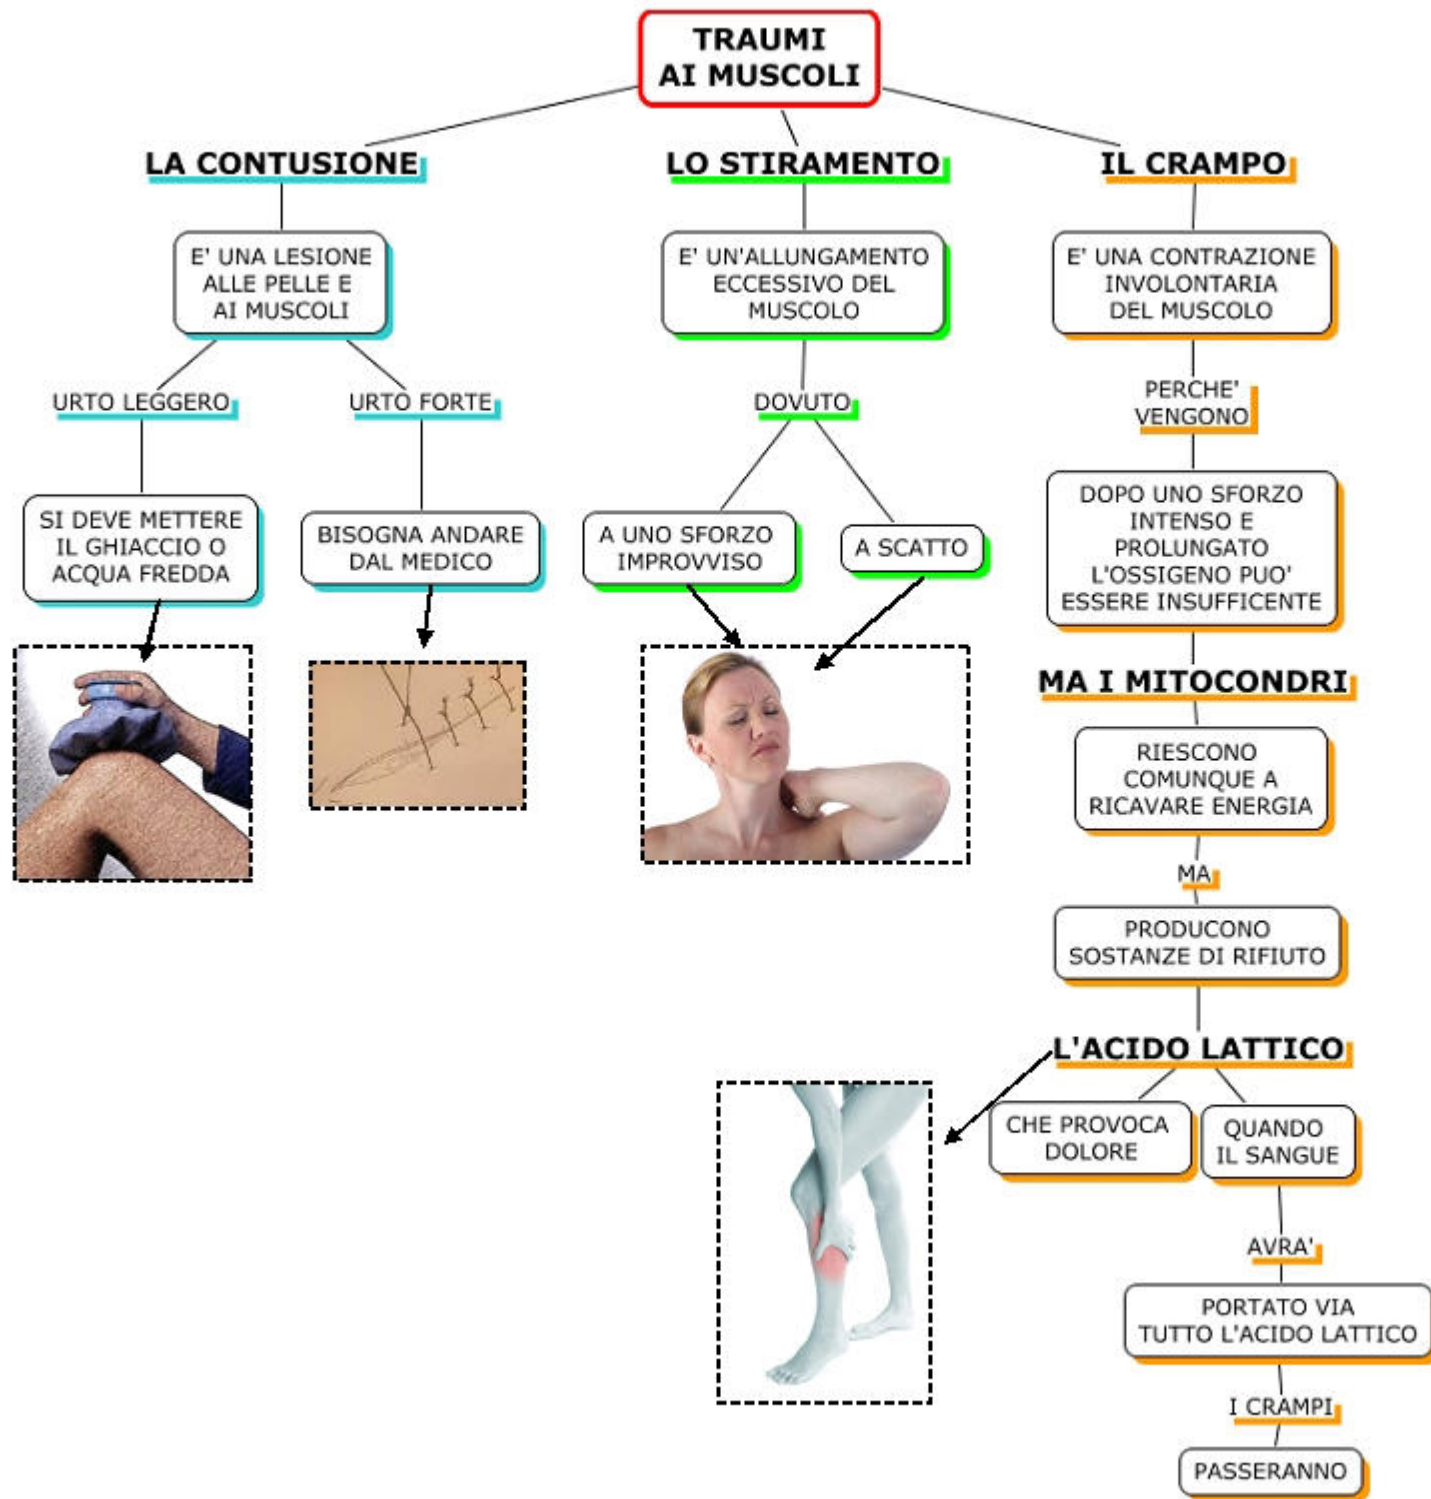 TRAUMI
AI MUSCOLI
LA CONTUSIONE
E' UNA LESIONE
ALLE PELLE E
AI MUSCOLI
URTO LEGGERO
SI DEVE METTERE
IL GHIACCIO O
ACQUA FREDDA
URTO FORTE
BISOGNA ANDARE
DAL MEDICO
LO STIRAMENTO
E' UN'ALLUNGAMENTO
ECCESSIVO DEL
MUSCOLO
DOVUTO
A UNO SFORZO
IMPROVVISO
A SCATTO
IL CRAMPO
E' UNA CONTRAZIONE
INVOLONTARIA
DEL MUSCOLO
PERCHE'
VENGONO
DOPO UNO SFORZO
INTENSO E
PROLUNGATO
L'OSSIGENO PUO'
ESSERE INSUFFICENTE
MA I MITOCONDRI
RIESCONO
COMUNQUE A
RICAVARE ENERGIA
MA
PRODUCONO
SOSTANZE DI RIFIUTO
L'ACIDO LATTICO
CHE PROVOCA
DOLORE
QUANDO
IL SANGUE
AVRA'
PORTATO VIA
TUTTO L'ACIDO LATTICO
I CRAMPI
PASSERANNO